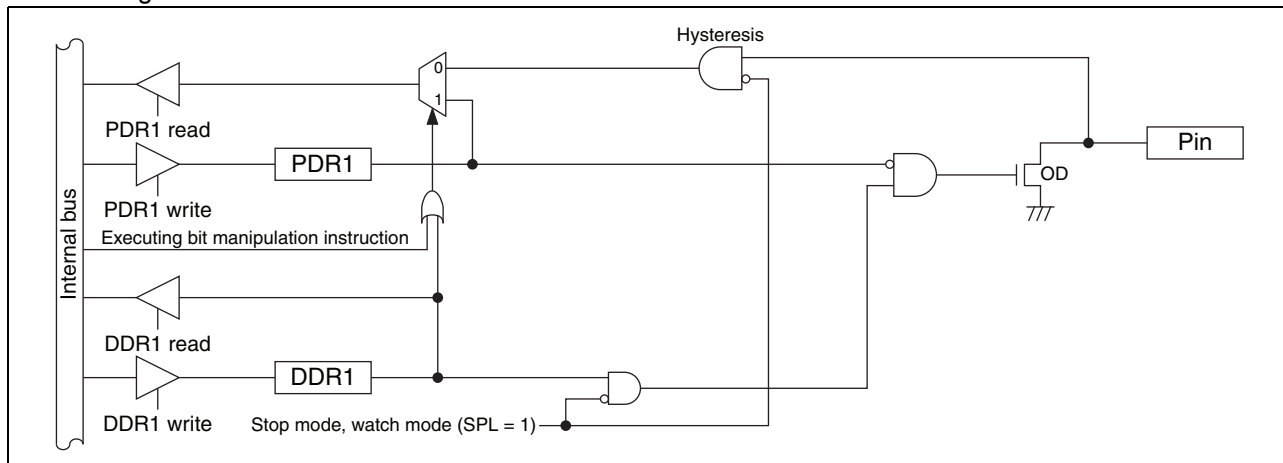 Hysteresis
0
1
PDR1 read
PDR1
Pin
OD
PDR1 write
Executing bit manipulation instruction
Internal bus
DDR1 read
DDR1
DDR1 write
Stop mode, watch mode (SPL = 1)